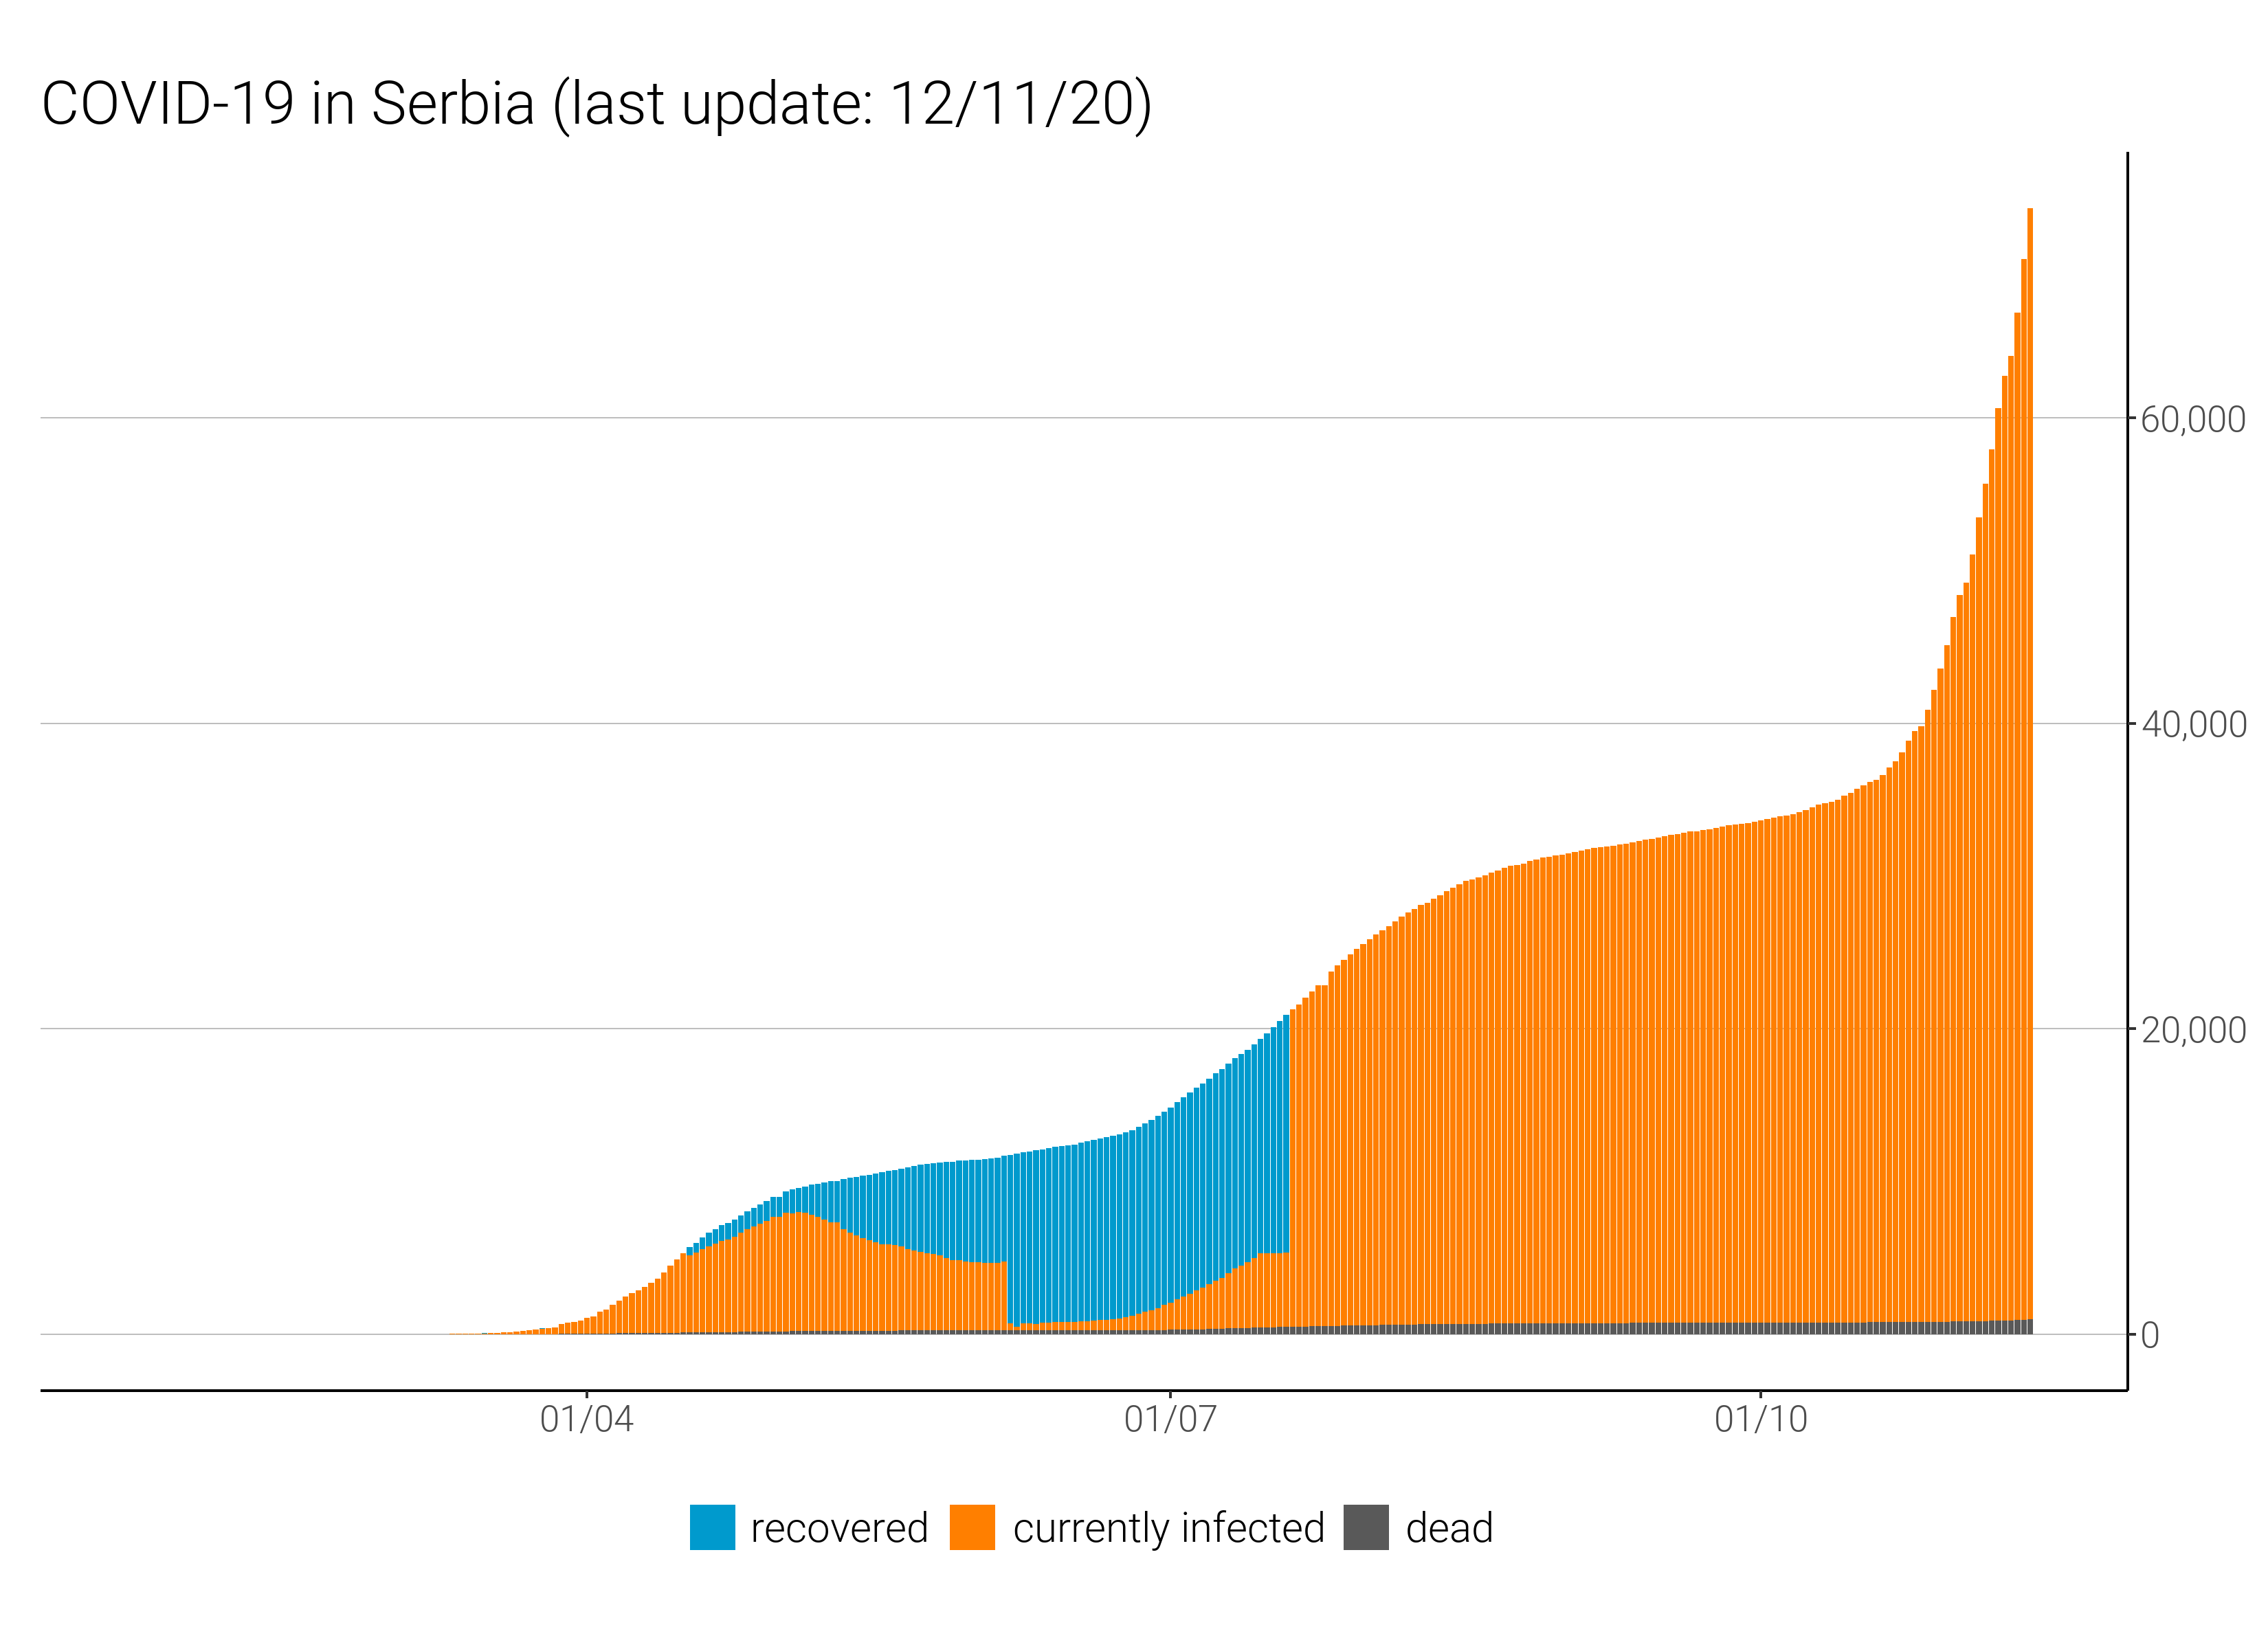 COVID-19 in Serbia (last update: 12/11/20)
60,000
40,000
20,000
0
01/04 01/07 01/10
recovered currently infected dead